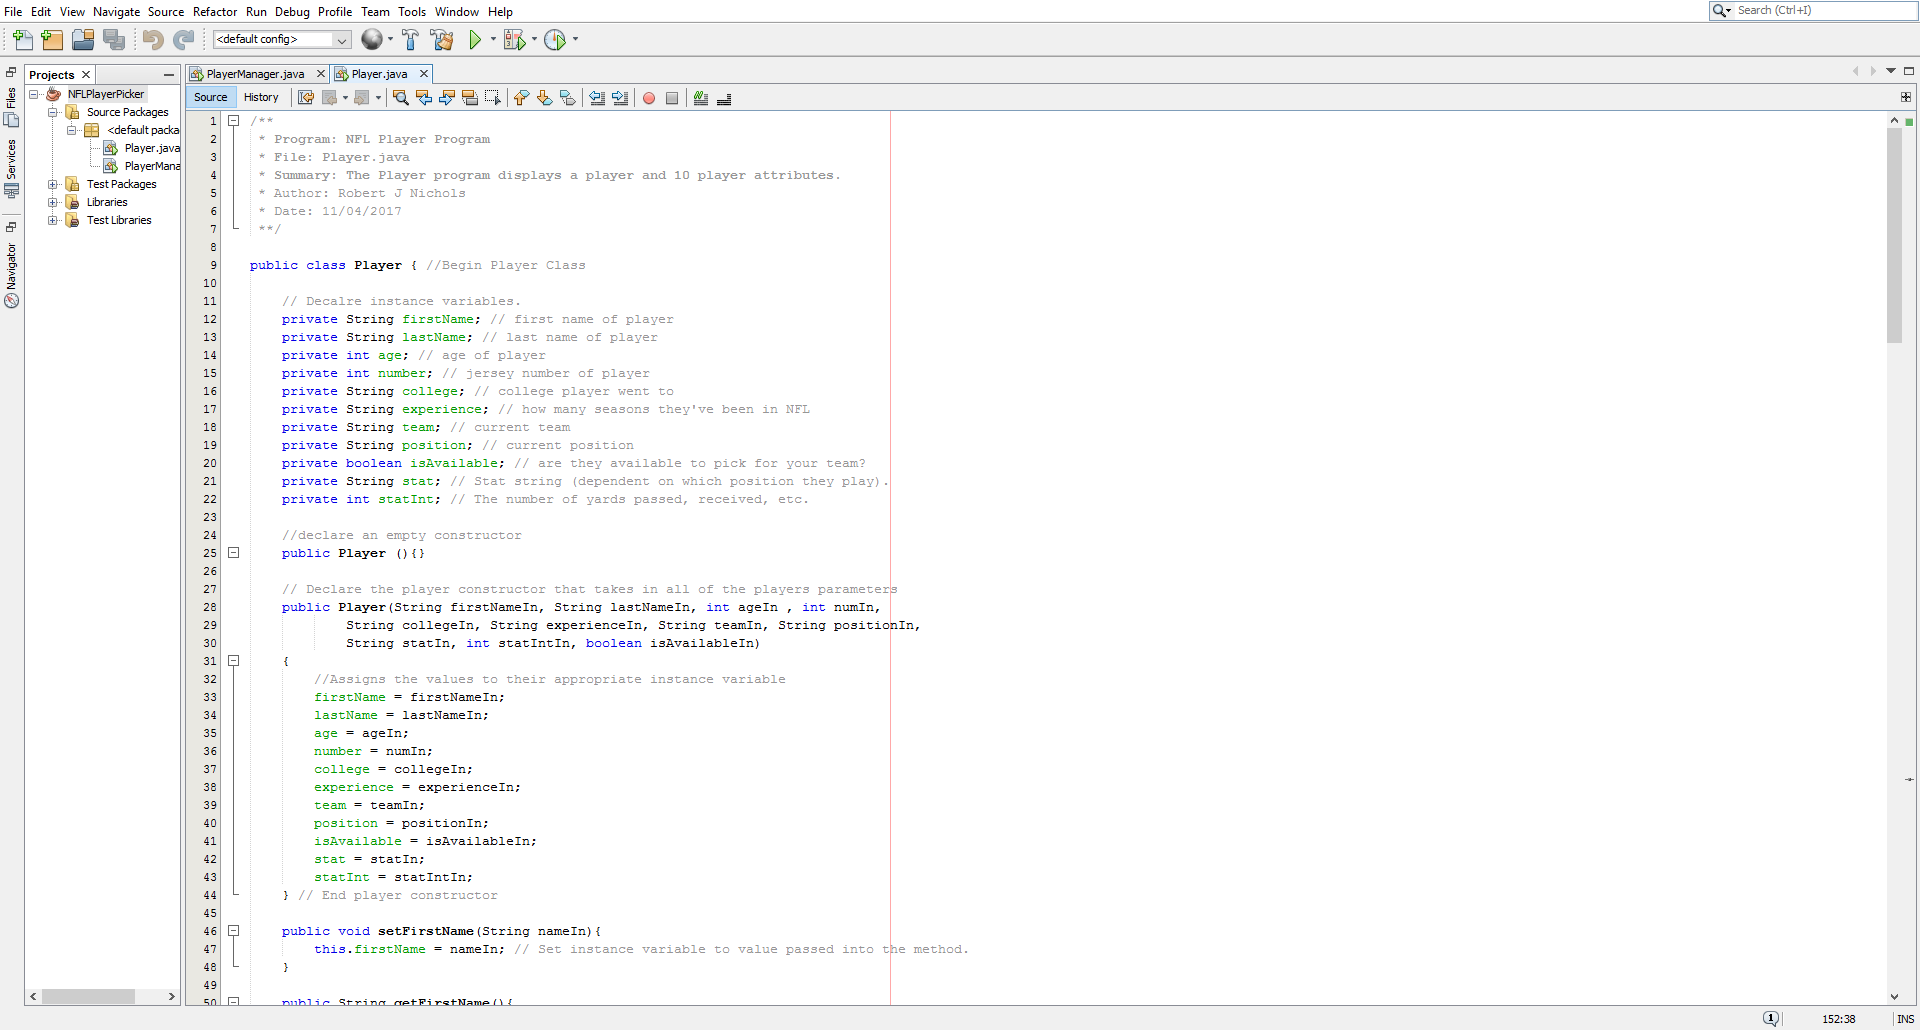 File Edit View Navigate Source Refactor Run Debug Profile Team Tools Window Help
Search (Ctrl+I)
<default config>
Projects
Files
Services
Navigator
NFLPlayerPicker
Source Packages
<default packa
Player.java
PlayerMana
Test Packages
Libraries
Test Libraries
PlayerManager.java
Player.java
Source
History
1 /**
2 * Program: NFL Player Program
3 * File: Player.java
4 * Summary: The Player program displays a player and 10 player attributes.
5 * Author: Robert J Nichols
6 * Date: 11/04/2017
7 **/
8
9 public class Player { //Begin Player Class
10
11 // Decalre instance variables.
12 private String firstName; // first name of player
13 private String lastName; // last name of player
14 private int age; // age of player
15 private int number; // jersey number of player
16 private String college; // college player went to
17 private String experience; // how many seasons they've been in NFL
18 private String team; // current team
19 private String position; // current position
20 private boolean isAvailable; // are they available to pick for your team?
21 private String stat; // Stat string (dependent on which position they play).
22 private int statInt; // The number of yards passed, received, etc.
23
24 //declare an empty constructor
25 public Player (){}
26
27 // Declare the player constructor that takes in all of the players parameters
28 public Player(String firstNameIn, String lastNameIn, int ageIn , int numIn,
29 String collegeIn, String experienceIn, String teamIn, String positionIn,
30 String statIn, int statIntIn, boolean isAvailableIn)
31 {
32 //Assigns the values to their appropriate instance variable
33 firstName = firstNameIn;
34 lastName = lastNameIn;
35 age = ageIn;
36 number = numIn;
37 college = collegeIn;
38 experience = experienceIn;
39 team = teamIn;
40 position = positionIn;
41 isAvailable = isAvailableIn;
42 stat = statIn;
43 statInt = statIntIn;
44 } // End player constructor
45
46 public void setFirstName(String nameIn){
47 this.firstName = nameIn; // Set instance variable to value passed into the method.
48 }
49
50 public String getFirstName(){
1
152:38
INS